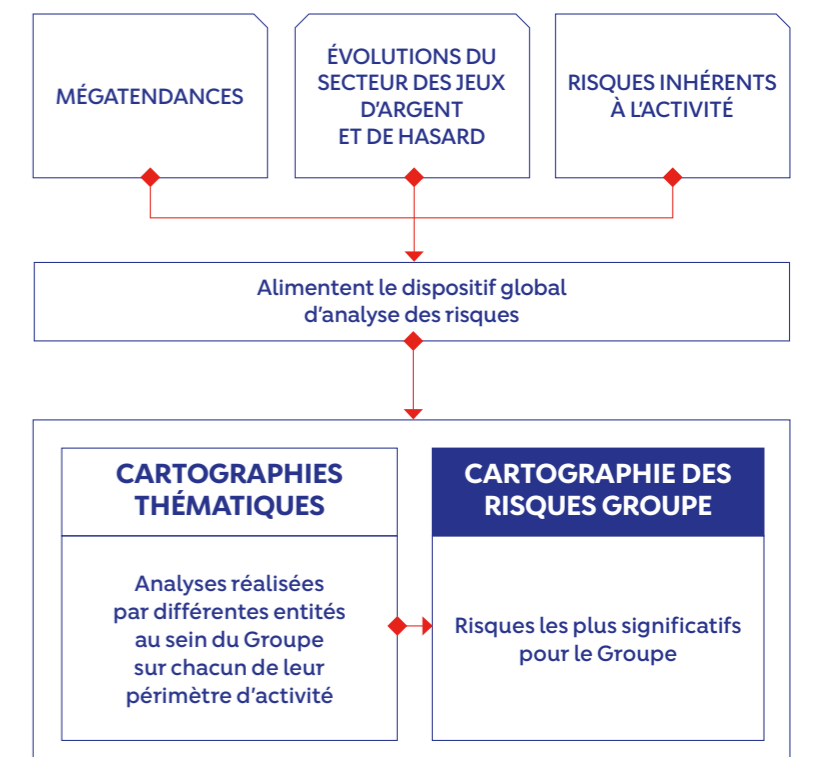 MÉGATENDANCES
ÉVOLUTIONS DU
SECTEUR DES JEUX
D'ARGENT
ET DE HASARD
RISQUES INHÉRENTS
À L'ACTIVITÉ
Alimentent le dispositif global
d'analyse des risques
CARTOGRAPHIES
THÉMATIQUES
Analyses réalisées
par différentes entités
au sein du Groupe
sur chacun de leur
périmètre d'activité
CARTOGRAPHIE DES
RISQUES GROUPE
Risques les plus significatifs
pour le Groupe